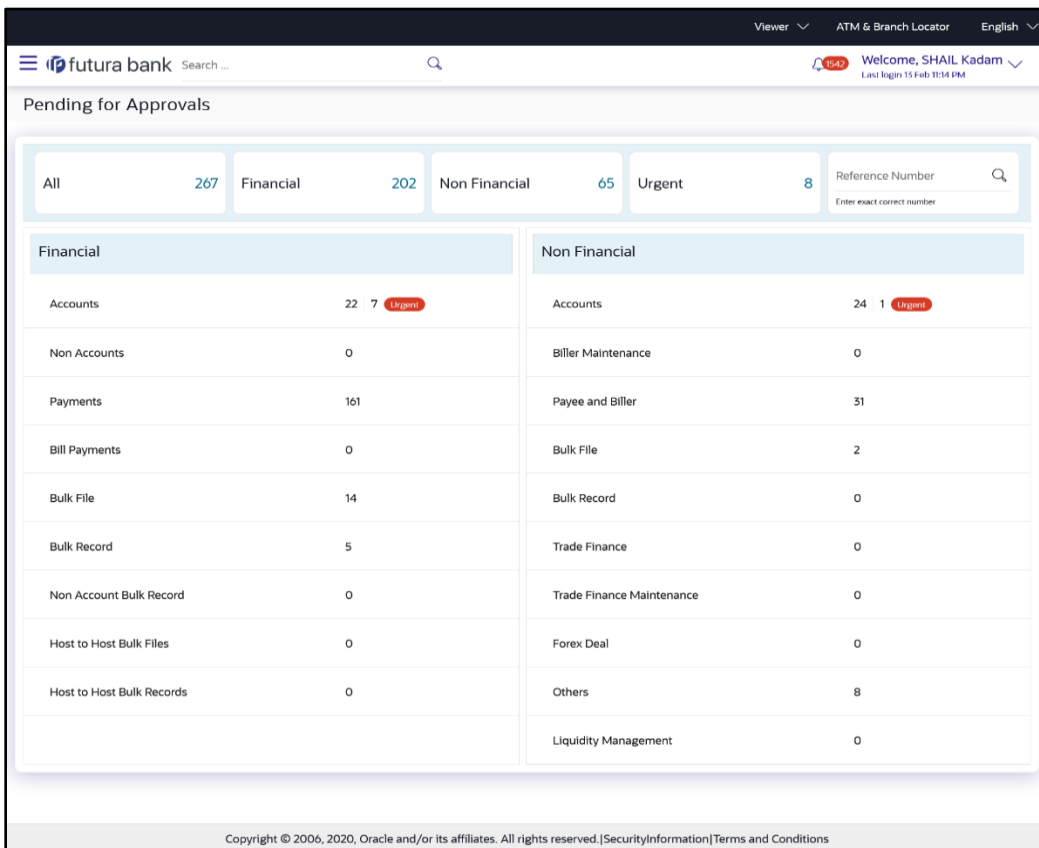 Viewer ATM & Branch Locator English
futura bank Search ... 1542 Welcome, SHAIL Kadam
Last login 13 Feb 11:14 PM
Pending for Approvals
All 267 Financial 202 Non Financial 65 Urgent 8 Reference Number
Enter exact correct number
Financial Non Financial
Accounts 22 7 Urgent Accounts 24 1 Urgent
Non Accounts 0 Biller Maintenance 0
Payments 161 Payee and Biller 31
Bill Payments 0 Bulk File 2
Bulk File 14 Bulk Record 0
Bulk Record 5 Trade Finance 0
Non Account Bulk Record 0 Trade Finance Maintenance 0
Host to Host Bulk Files 0 Forex Deal 0
Host to Host Bulk Records 0 Others 8
Liquidity Management 0
Copyright © 2006, 2020, Oracle and/or its affiliates. All rights reserved.|SecurityInformation|Terms and Conditions